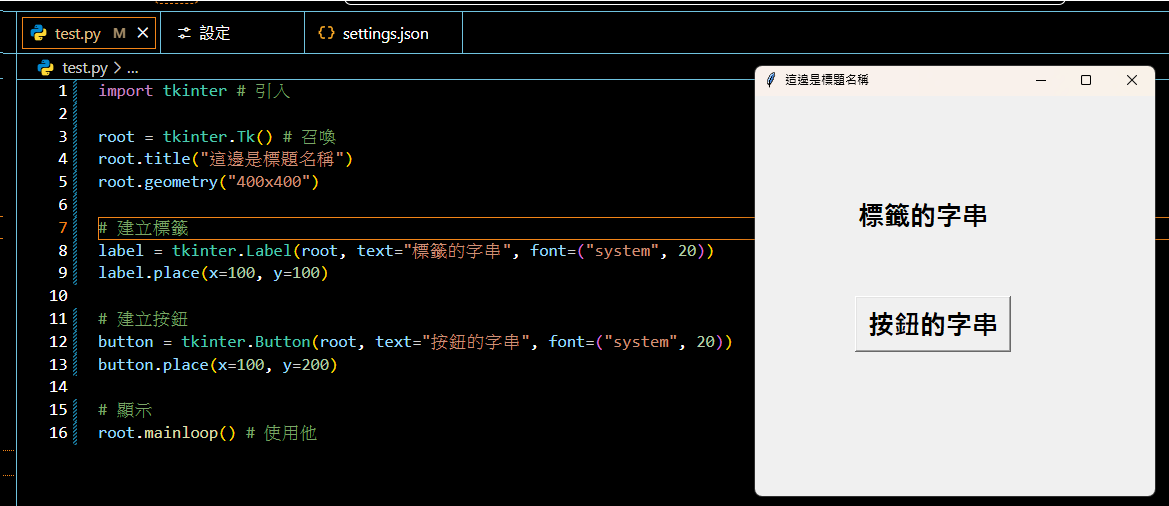 test.py M
設定
settings.json
test.py > ...
1 import tkinter # 引入
2
3 root = tkinter.Tk() # 召喚
4 root.title("這邊是標題名稱")
5 root.geometry("400x400")
6
7 # 建立標籤
8 label = tkinter.Label(root, text="標籤的字串", font=("system", 20))
9 label.place(x=100, y=100)
10
11 # 建立按鈕
12 button = tkinter.Button(root, text="按鈕的字串", font=("system", 20))
13 button.place(x=100, y=200)
14
15 # 顯示
16 root.mainloop() # 使用他
這邊是標題名稱
標籤的字串
按鈕的字串